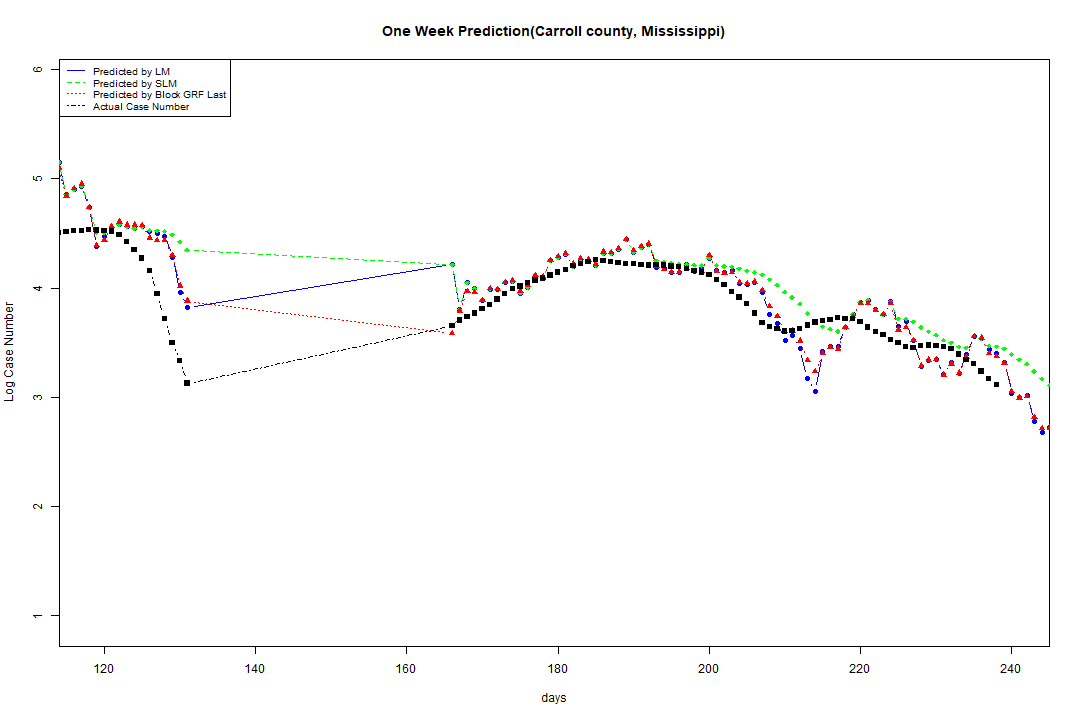 One Week Prediction(Carroll county, Mississippi)
Predicted by LM
Predicted by SLM
Predicted by Block GRF Last
Actual Case Number
6
5
4
3
2
1
Log Case Number
120 140 160 180 200 220 240
days